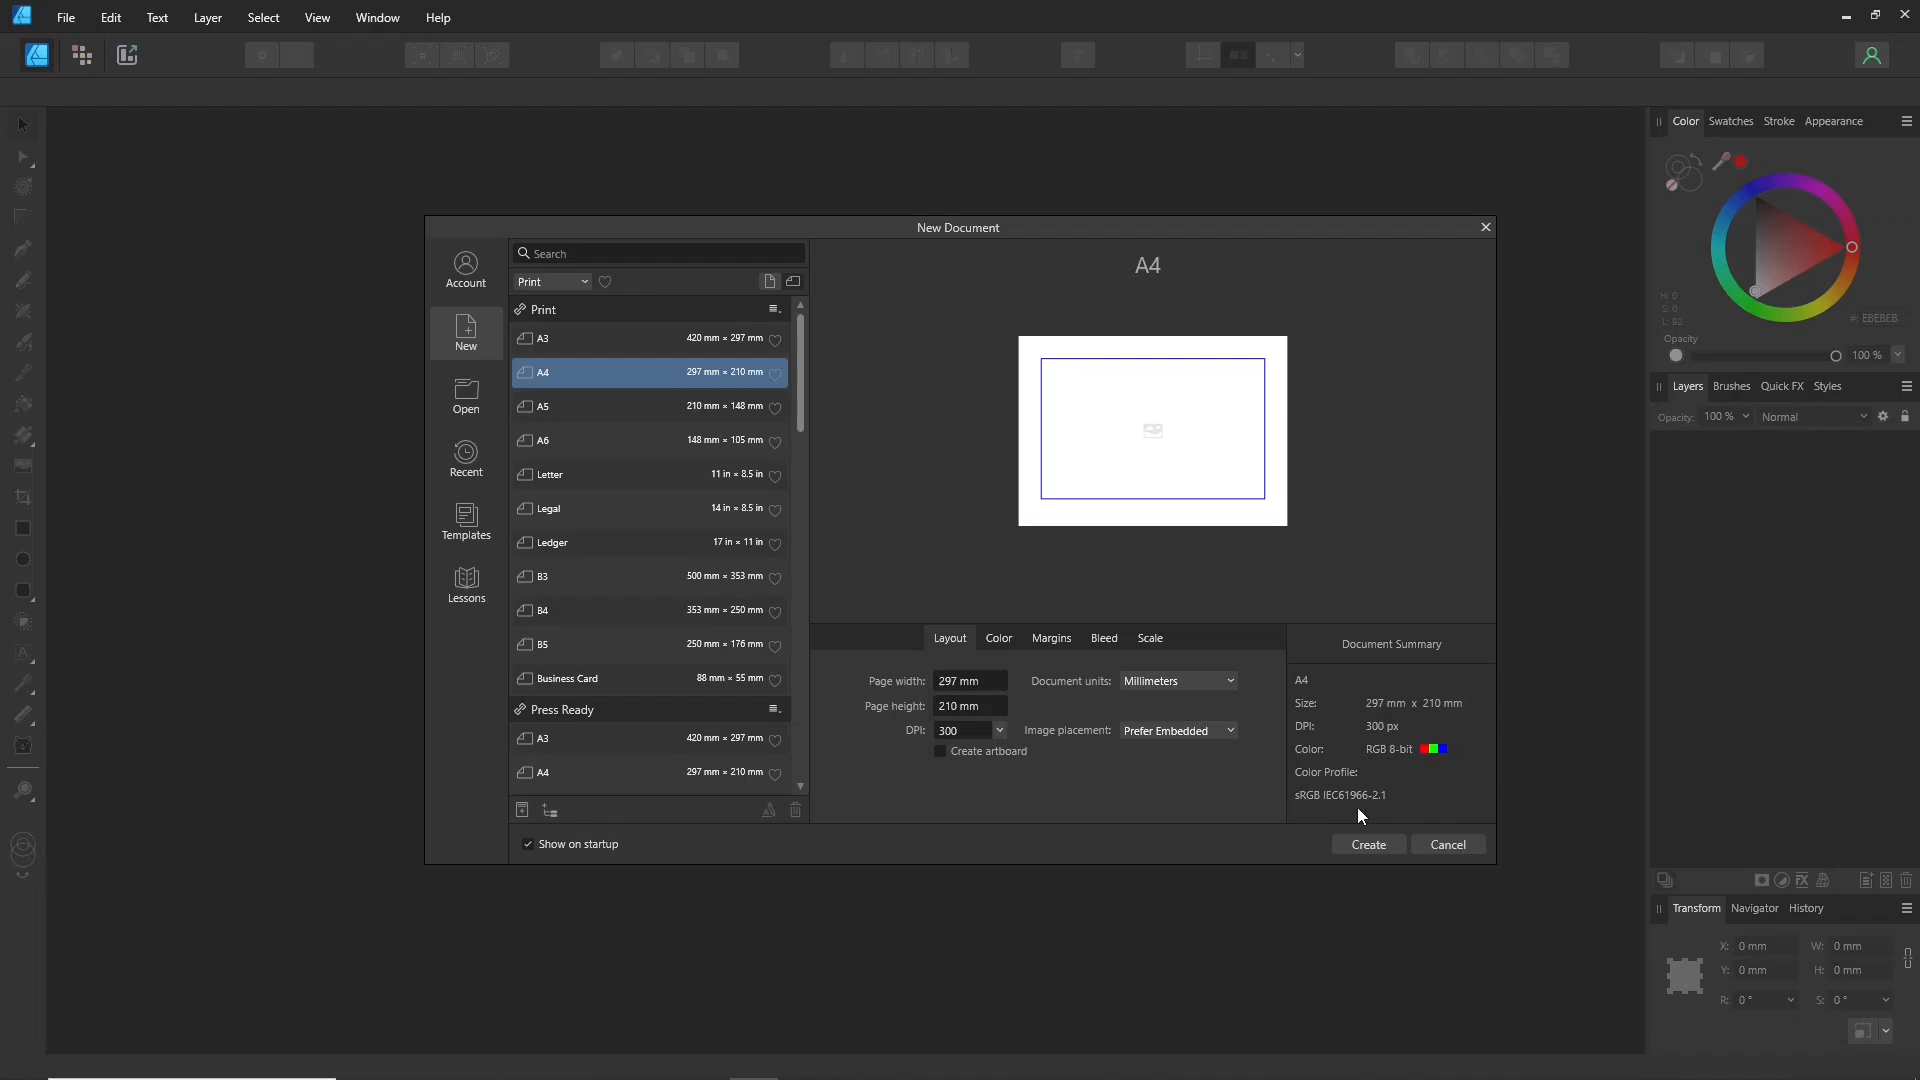 File Edit Text Layer Select View Window Help
Color Swatches Stroke Appearance
H: 0
S: 0
L: 92
#: EBEBEB
Opacity
100 %
Layers Brushes Quick FX Styles
Opacity: 100 % Normal
Transform Navigator History
X: 0 mm W: 0 mm
Y: 0 mm H: 0 mm
R: 0 ° S: 0 °
New Document
Account
New
Open
Recent
Templates
Lessons
Search
Print
Print
A3 420 mm × 297 mm
A4 297 mm × 210 mm
A5 210 mm × 148 mm
A6 148 mm × 105 mm
Letter 11 in × 8.5 in
Legal 14 in × 8.5 in
Ledger 17 in × 11 in
B3 500 mm × 353 mm
B4 353 mm × 250 mm
B5 250 mm × 176 mm
Business Card 88 mm × 55 mm
Press Ready
A3 420 mm × 297 mm
A4 297 mm × 210 mm
Show on startup
A4
Layout Color Margins Bleed Scale
Page width: 297 mm Document units: Millimeters
Page height: 210 mm
DPI: 300 Image placement: Prefer Embedded
Create artboard
Document Summary
A4
Size: 297 mm x 210 mm
DPI: 300 px
Color: RGB 8-bit
Color Profile:
sRGB IEC61966-2.1
Create Cancel